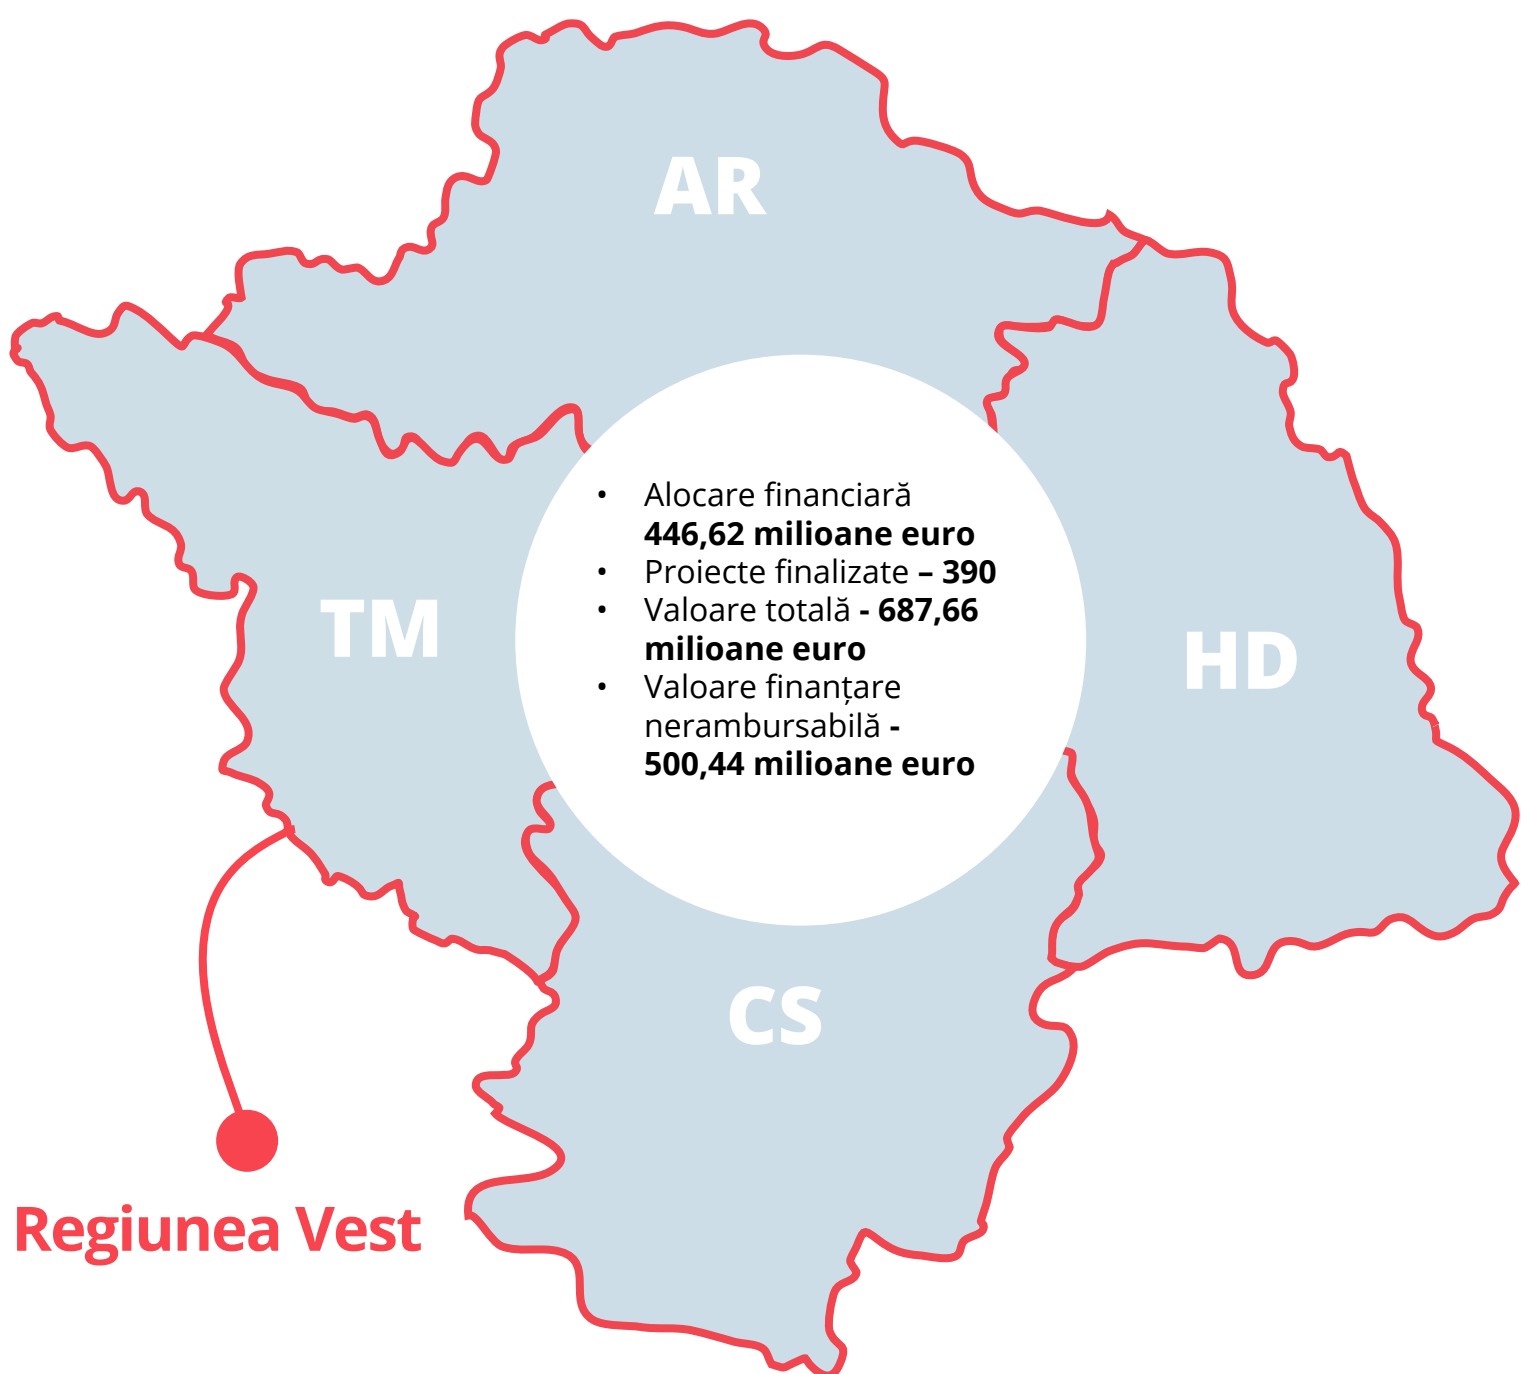 AR
• Alocare financiară
446,62 milioane euro
• Proiecte finalizate – 390
• Valoare totală - 687,66
milioane euro
• Valoare finanțare
nerambursabilă -
500,44 milioane euro
TM
HD
CS
Regiunea Vest